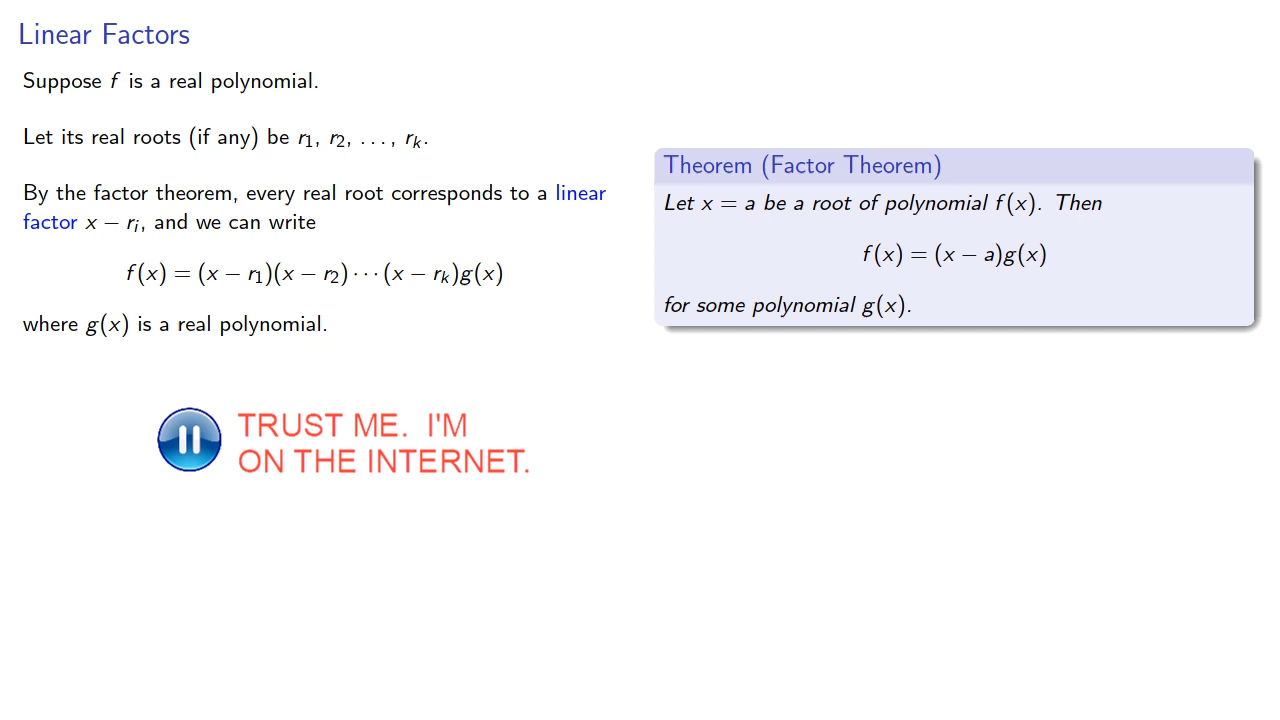 Linear Factors
Suppose f is a real polynomial.
Let its real roots (if any) be r₁, r₂, ..., rₖ.
By the factor theorem, every real root corresponds to a linear
factor x − rᵢ, and we can write
f(x) = (x − r₁)(x − r₂)···(x − rₖ)g(x)
where g(x) is a real polynomial.
Theorem (Factor Theorem)
Let x = a be a root of polynomial f(x). Then
f(x) = (x − a)g(x)
for some polynomial g(x).
TRUST ME. I'M
ON THE INTERNET.